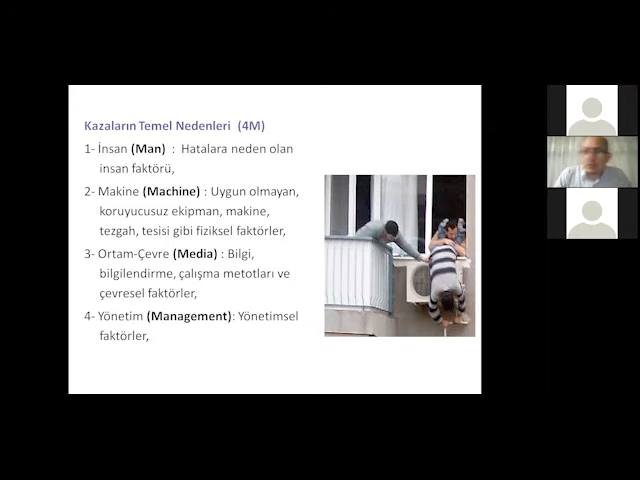 Kazaların Temel Nedenleri (4M)
1- İnsan (Man) : Hatalara neden olan
insan faktörü,
2- Makine (Machine) : Uygun olmayan,
koruyucusuz ekipman, makine,
tezgah, tesisi gibi fiziksel faktörler,
3- Ortam-Çevre (Media) : Bilgi,
bilgilendirme, çalışma metotları ve
çevresel faktörler,
4- Yönetim (Management): Yönetimsel
faktörler,